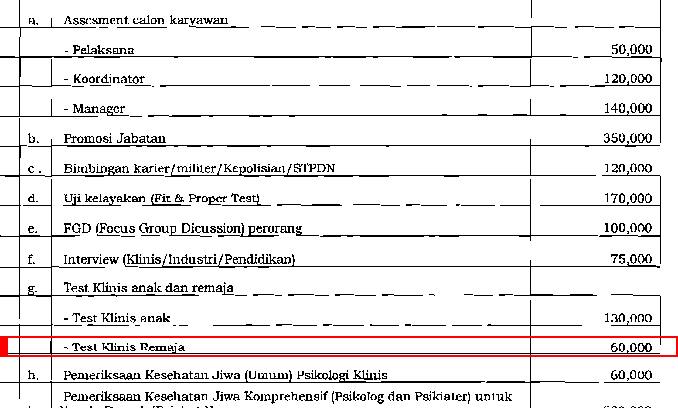 a. Assesment calon karyawan
- Pelaksana 50,000
- Koordinator 120,000
- Manager 140,000
b. Promosi Jabatan 350,000
c. Bimbingan karier/militer/Kepolisian/STPDN 120,000
d. Uji kelayakan (Fit & Proper Test) 170,000
e. FGD (Focus Group Dicussion) perorang 100,000
f. Interview (Klinis/Industri/Pendidikan) 75,000
g. Test Klinis anak dan remaja
- Test Klinis anak 130,000
- Test Klinis Remaja 60,000
h. Pemeriksaan Kesehatan Jiwa (Umum) Psikologi Klinis 60,000
Pemeriksaan Kesehatan Jiwa Komprehensif (Psikolog dan Psikiater) untuk